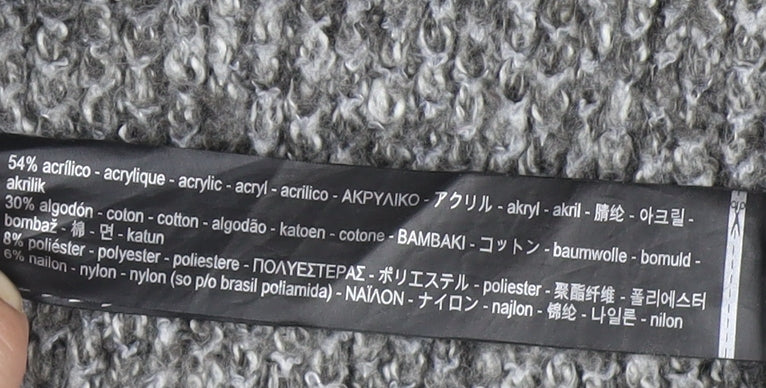 54% acrílico - acrylique - acrylic - acryl - acrilico - ΑΚΡΥΛΙΚΟ - アクリル - akryl - akril - 腈纶 - 아크릴 -
akrilik
30% algodón - coton - cotton - algodão - katoen - cotone - BAMBAKI - コットン - baumwolle - bomuld -
bombaž - 棉 - 면 - katun
8% poliéster - polyester - poliestere - ΠΟΛΥΕΣΤΕΡΑΣ - ポリエステル - poliester - 聚酯纤维 - 폴리에스터
6% nailon - nylon - nylon (so p/o brasil poliamida) - ΝΑΪΛΟΝ - ナイロン - najlon - 锦纶 - 나일론 - nilon